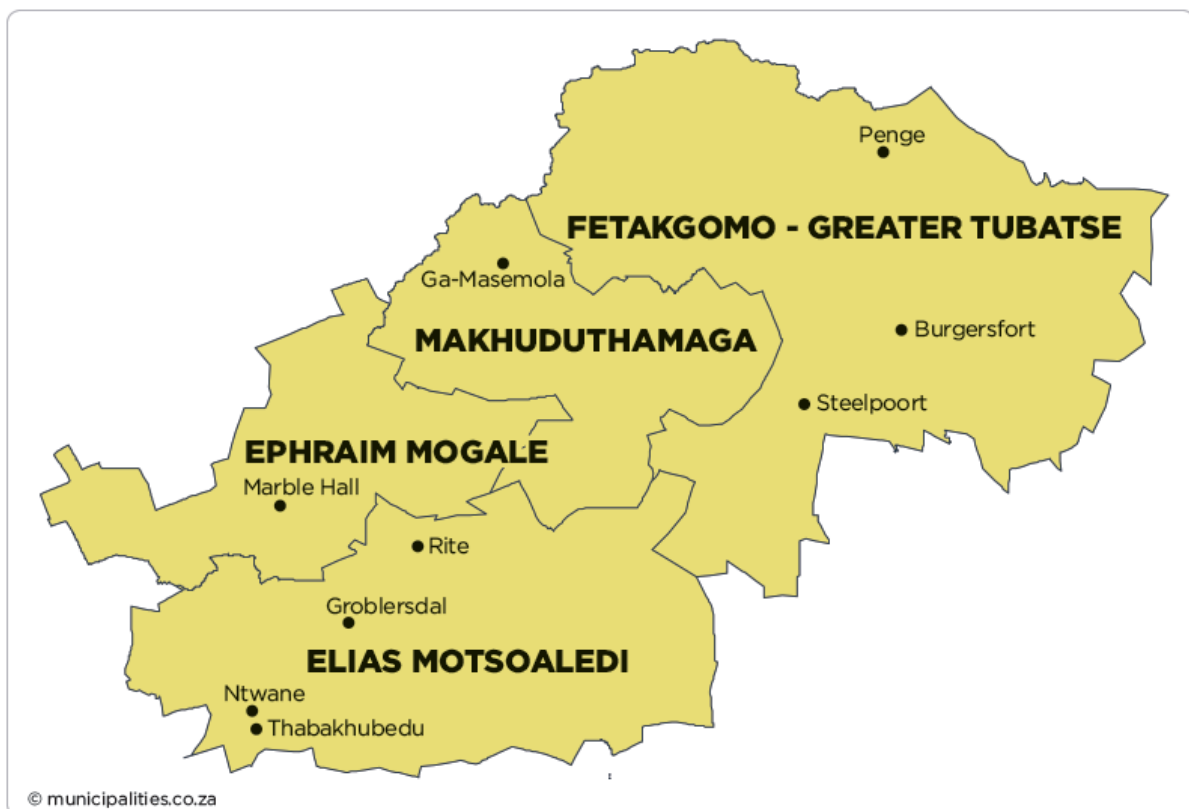 Penge
FETAKGOMO - GREATER TUBATSE
Ga-Masemola
Burgersfort
MAKHUDUTHAMAGA
Steelpoort
EPHRAIM MOGALE
Marble Hall
Rite
Groblersdal
ELIAS MOTSOALEDI
Ntwane
Thabakhubedu
© municipalities.co.za